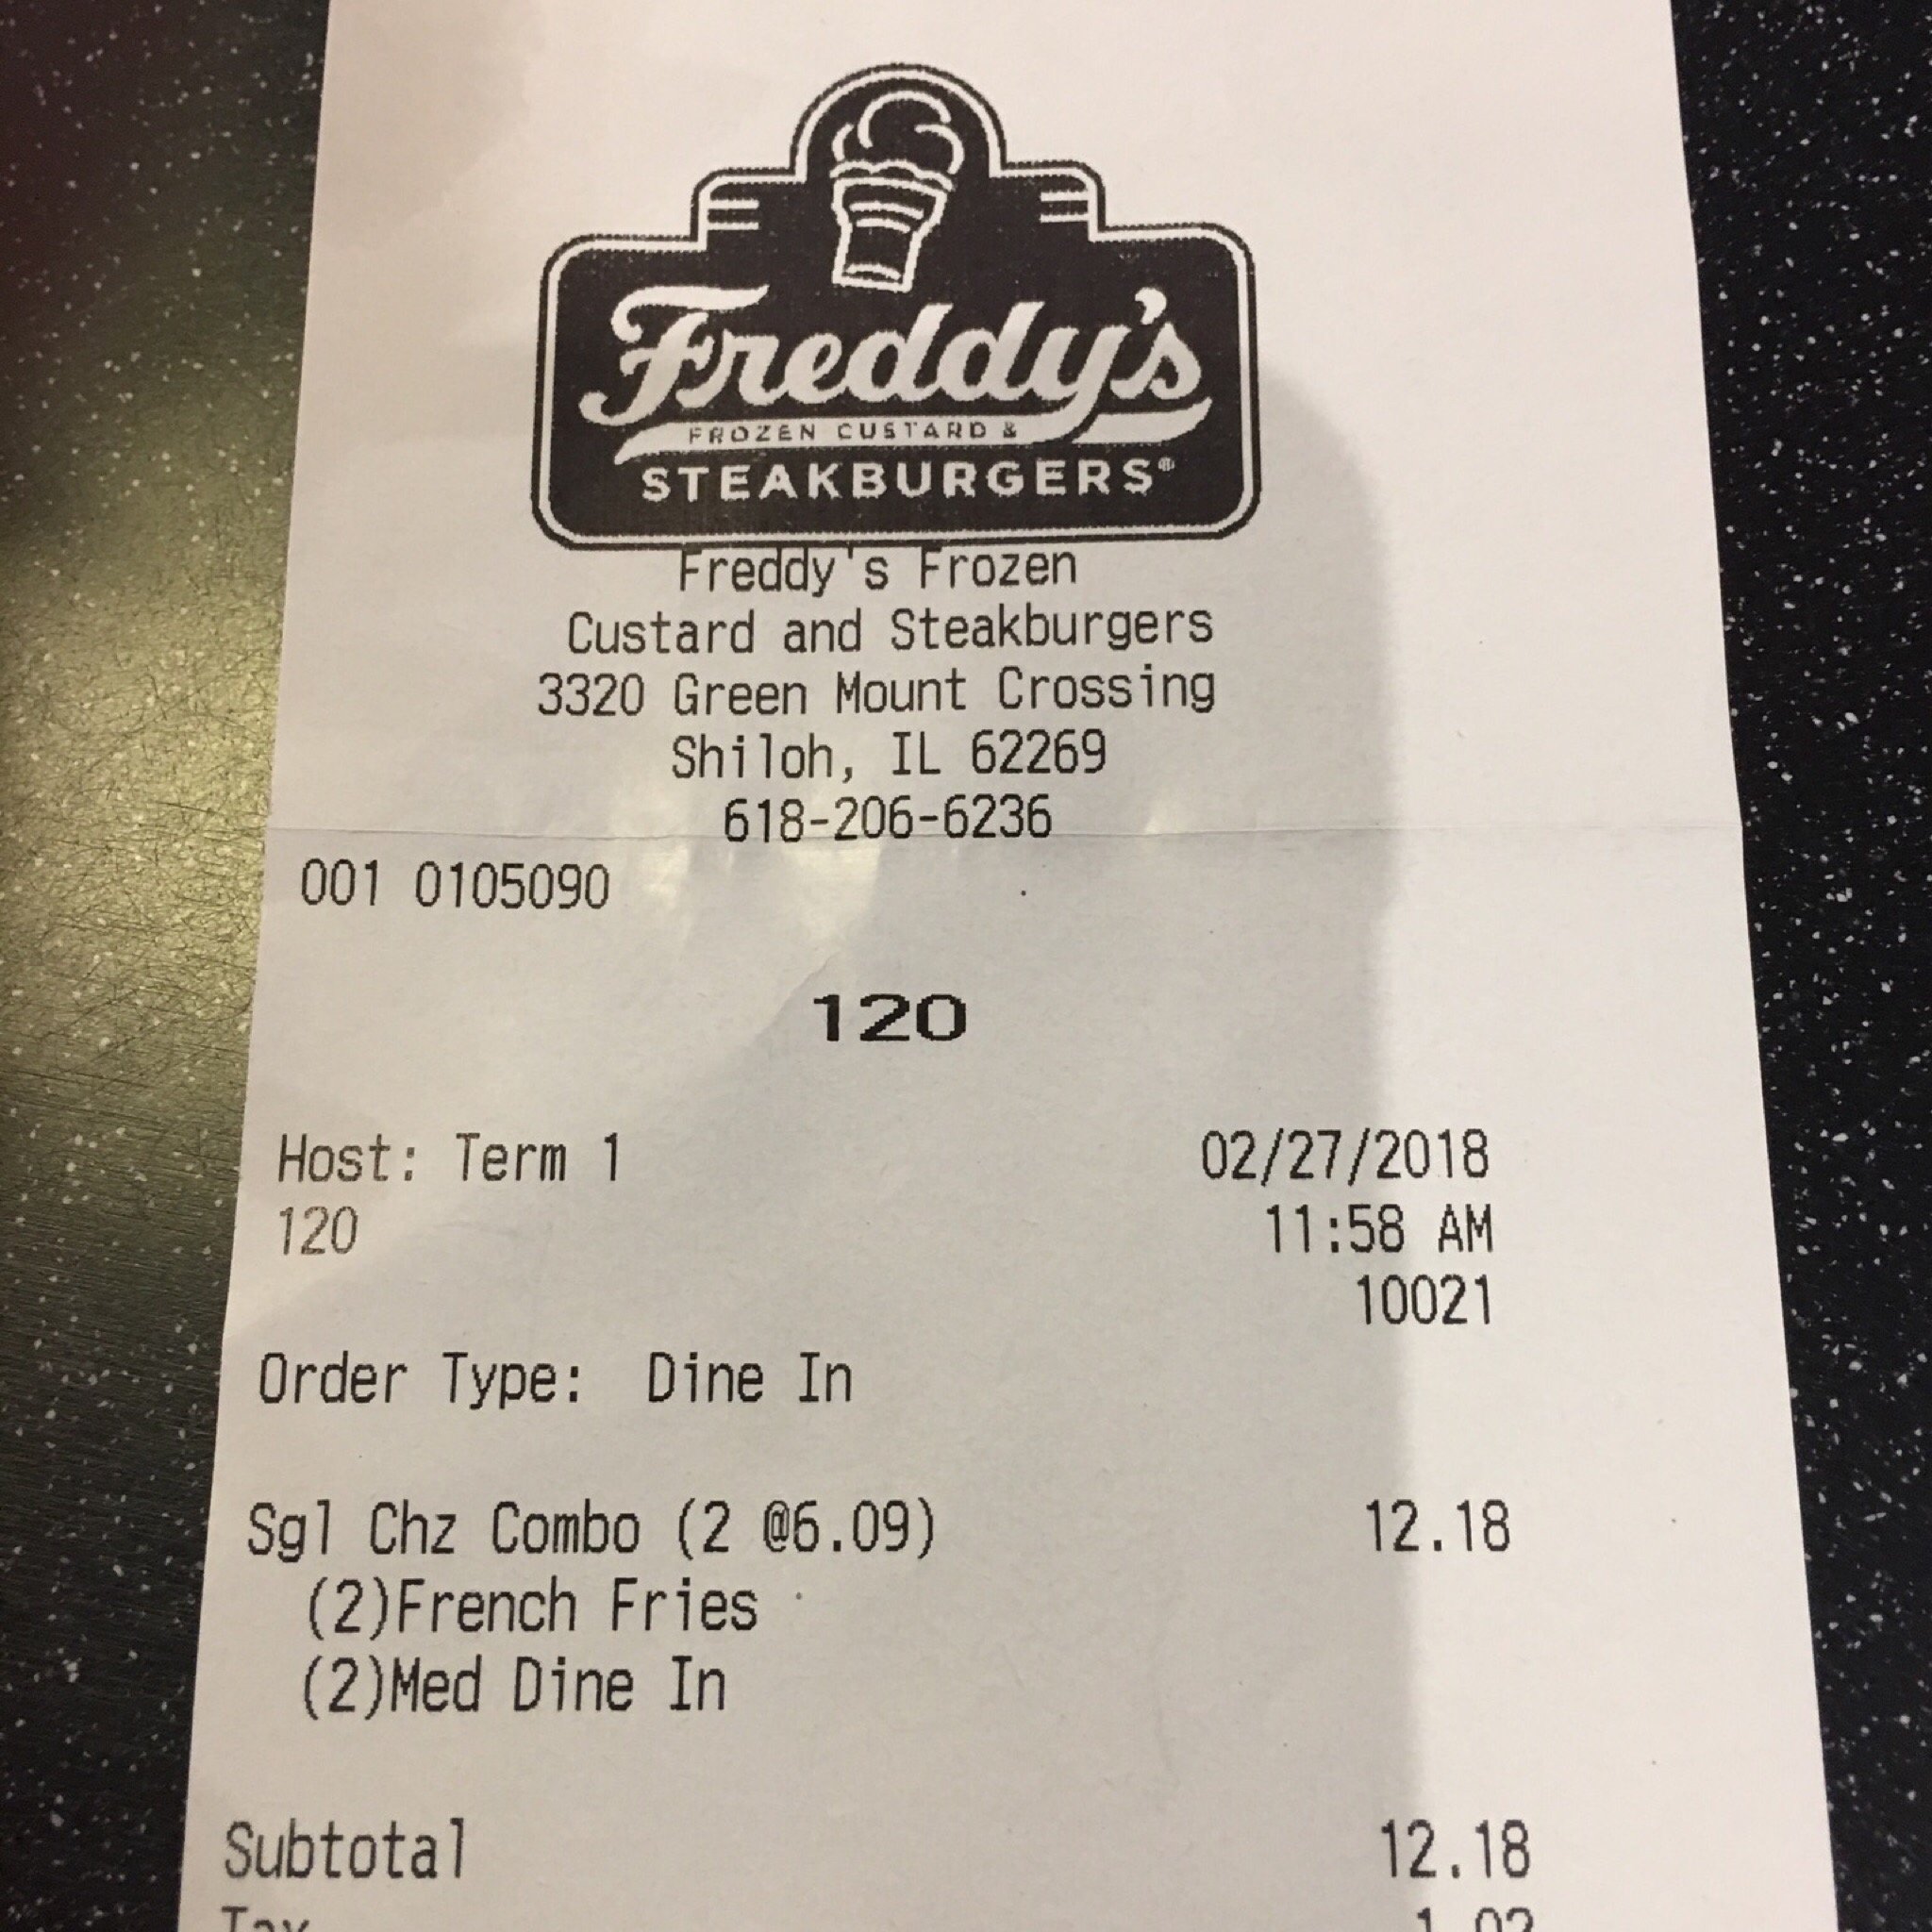 Freddy's
FROZEN CUSTARD &
STEAKBURGERS®
Freddy's Frozen
Custard and Steakburgers
3320 Green Mount Crossing
Shiloh, IL 62269
618-206-6236
001 0105090
120
Host: Term 1 02/27/2018
120 11:58 AM
10021
Order Type: Dine In
Sgl Chz Combo (2 @6.09) 12.18
(2)French Fries
(2)Med Dine In
Subtotal 12.18
Tax